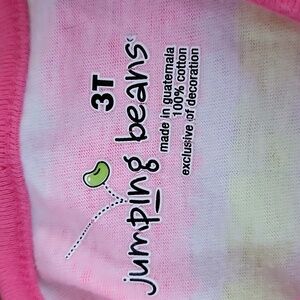 3T
jumping beans®
made in guatemala
100% cotton
exclusive of decoration